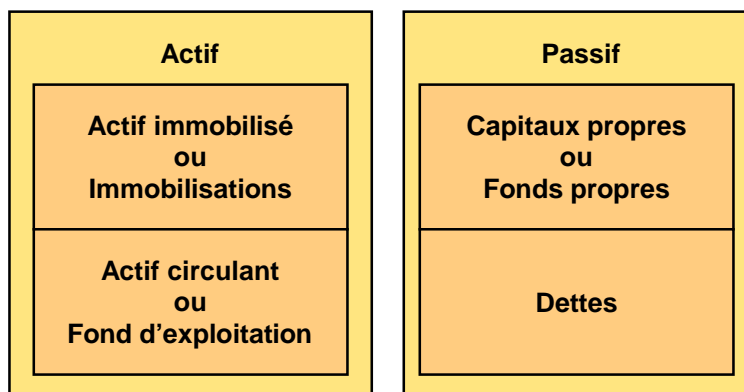 Actif
Actif immobilisé
ou
Immobilisations
Actif circulant
ou
Fond d'exploitation
Passif
Capitaux propres
ou
Fonds propres
Dettes